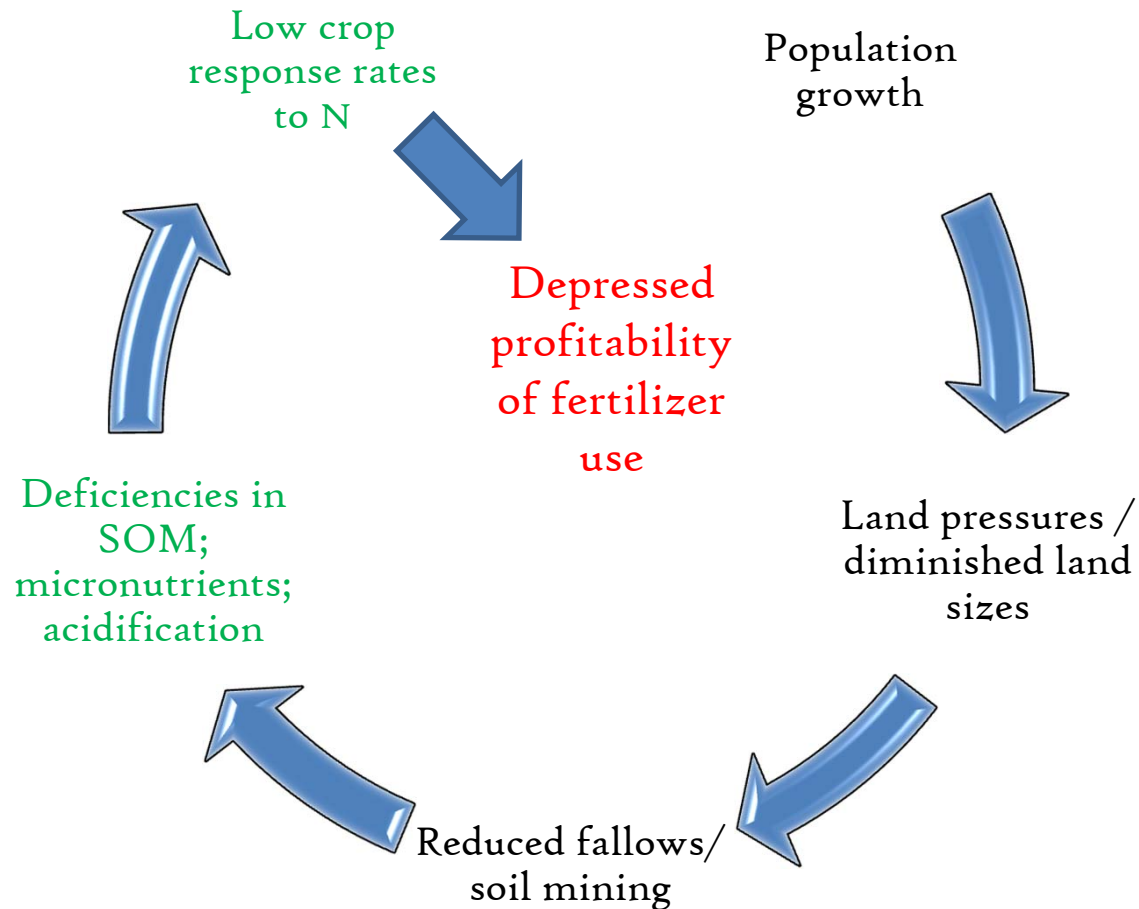 Low crop
response rates
to N
Population
growth
Depressed
profitability
of fertilizer
use
Land pressures /
diminished land
sizes
Reduced fallows/
soil mining
Deficiencies in
SOM;
micronutrients;
acidification